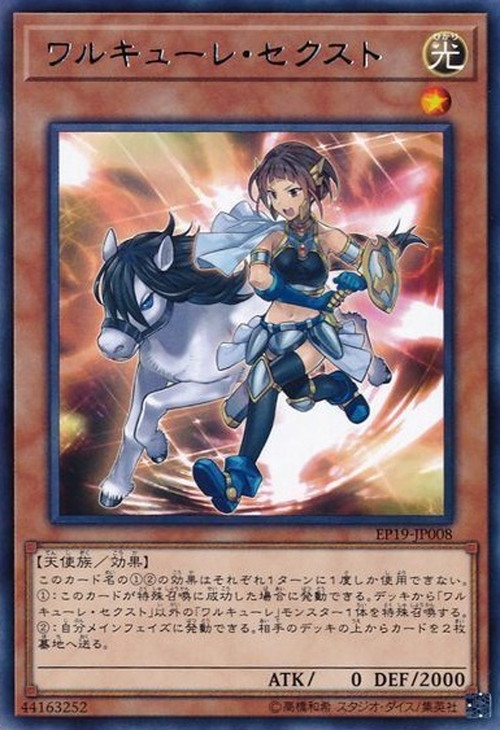 ワルキューレ・セクスト
光
EP19-JP008
【天使族／効果】
このカード名の①②の効果はそれぞれ1ターンに1度しか使用できない。
①：このカードが特殊召喚に成功した場合に発動できる。デッキから「ワル
キューレ・セクスト」以外の「ワルキューレ」モンスター1体を特殊召喚する。
②：自分メインフェイズに発動できる。相手のデッキの上からカードを2枚
墓地へ送る。
ATK/ 0 DEF/2000
44163252 ©高橋和希 スタジオ・ダイス/集英社